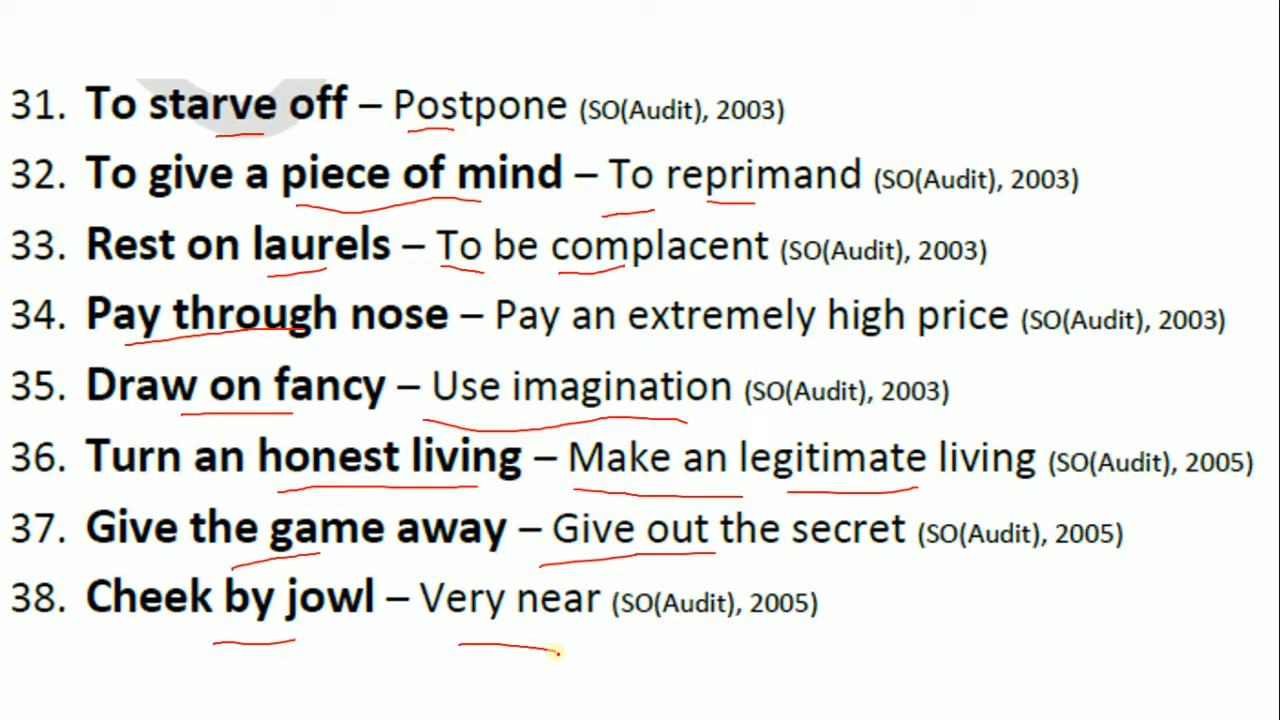 31. To starve off – Postpone (SO(Audit), 2003)
32. To give a piece of mind – To reprimand (SO(Audit), 2003)
33. Rest on laurels – To be complacent (SO(Audit), 2003)
34. Pay through nose – Pay an extremely high price (SO(Audit), 2003)
35. Draw on fancy – Use imagination (SO(Audit), 2003)
36. Turn an honest living – Make an legitimate living (SO(Audit), 2005)
37. Give the game away – Give out the secret (SO(Audit), 2005)
38. Cheek by jowl – Very near (SO(Audit), 2005)